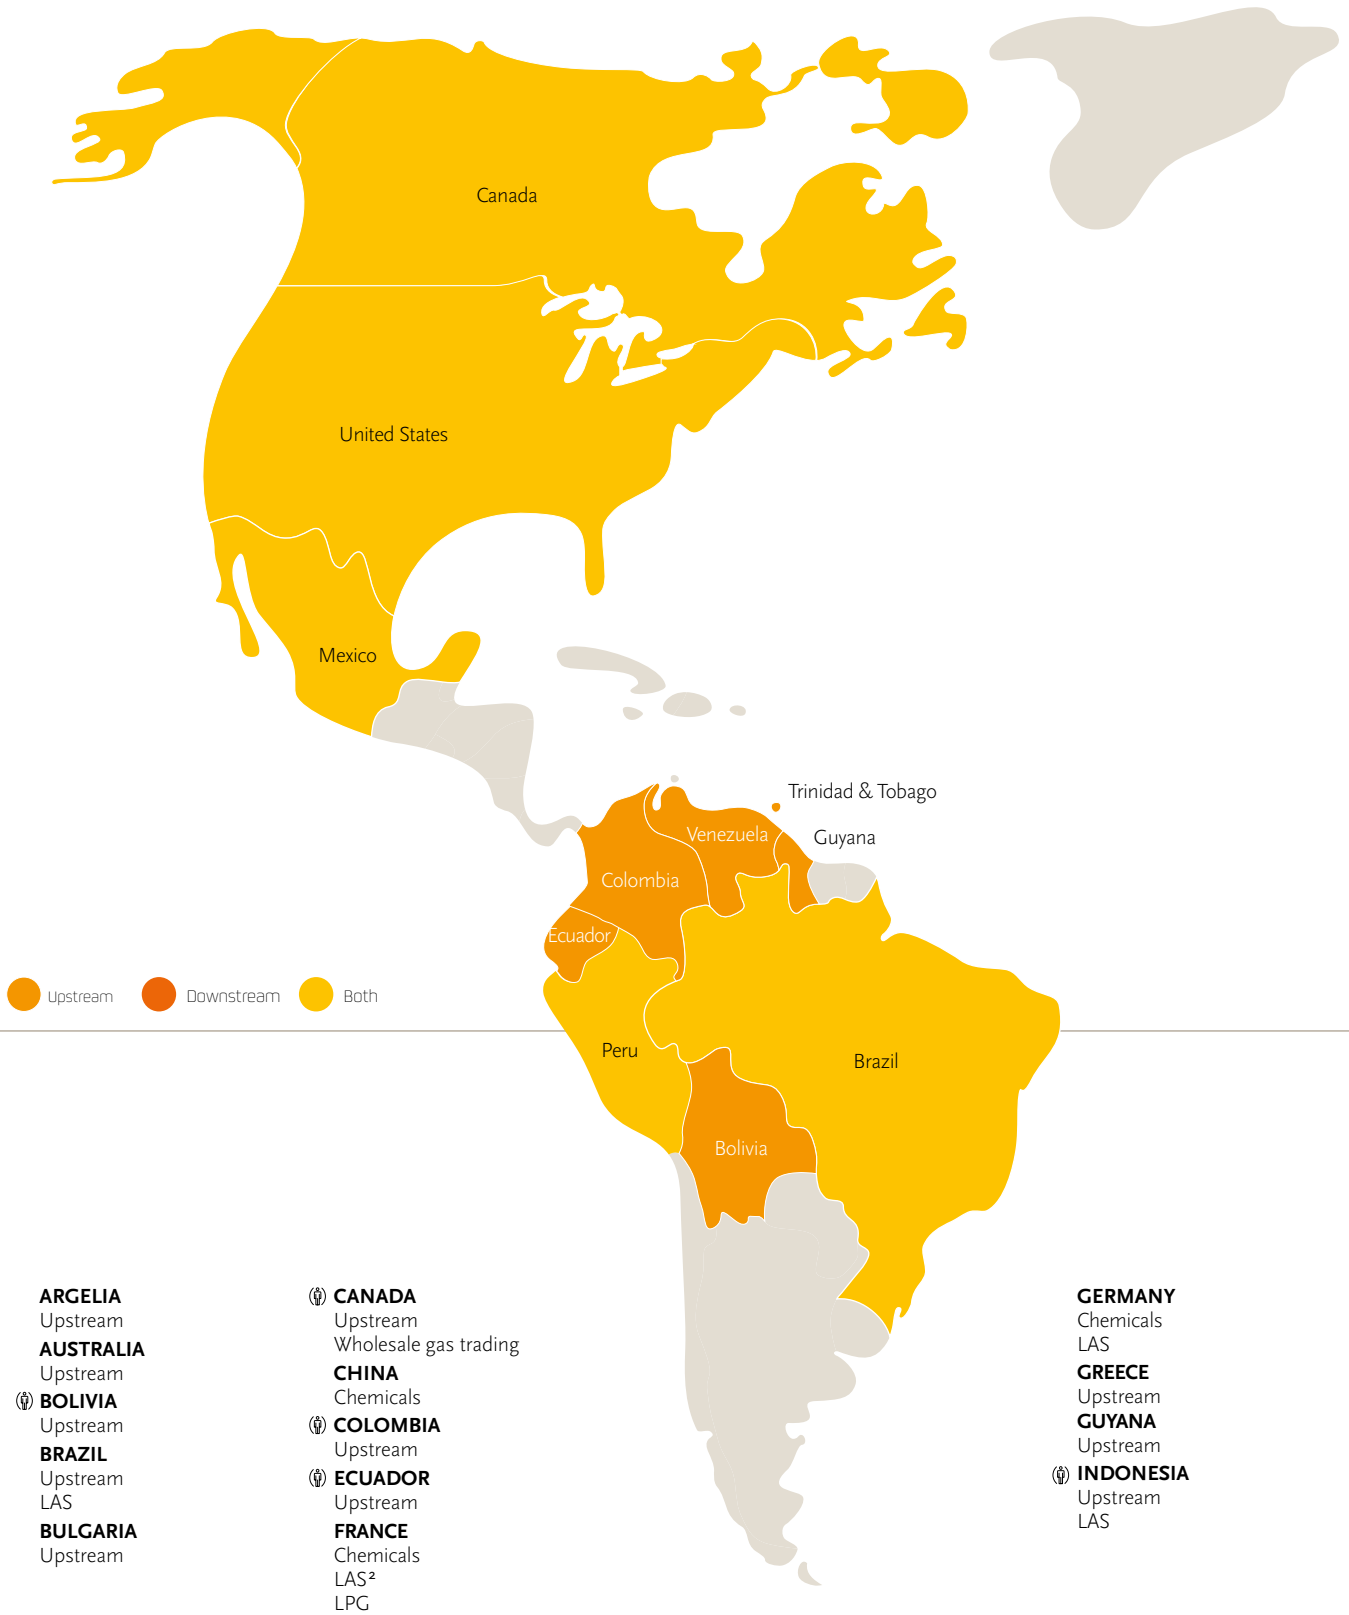 Canada
United States
Mexico
Trinidad & Tobago
Venezuela
Guyana
Colombia
Ecuador
Upstream
Downstream
Both
Peru
Brazil
Bolivia
ARGELIA
Upstream
AUSTRALIA
Upstream
BOLIVIA
Upstream
BRAZIL
Upstream
LAS
BULGARIA
Upstream
CANADA
Upstream
Wholesale gas trading
CHINA
Chemicals
COLOMBIA
Upstream
ECUADOR
Upstream
FRANCE
Chemicals
LAS²
LPG
GERMANY
Chemicals
LAS
GREECE
Upstream
GUYANA
Upstream
INDONESIA
Upstream
LAS